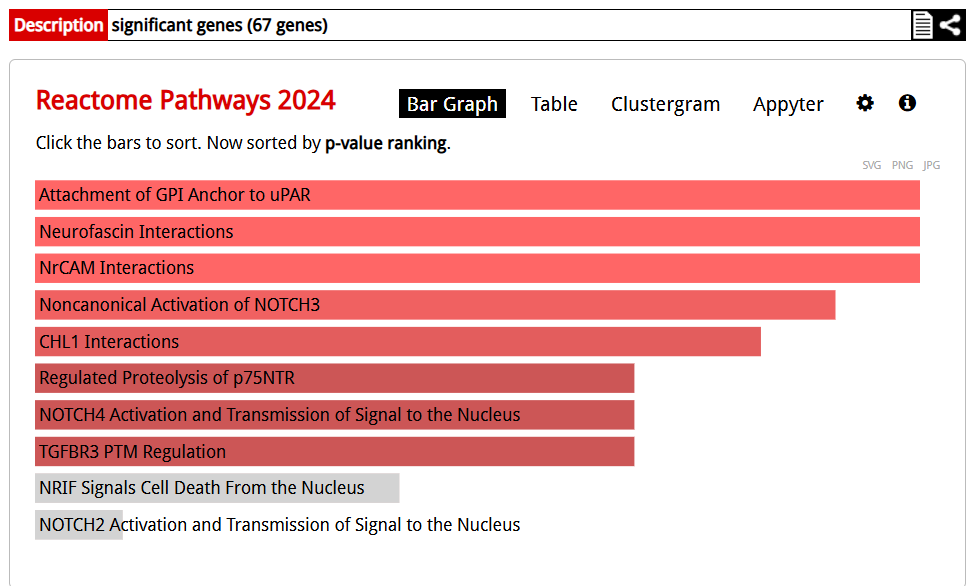 Description significant genes (67 genes)
Reactome Pathways 2024
Bar Graph Table Clustergram Appyter
Click the bars to sort. Now sorted by p-value ranking.
SVG PNG JPG
Attachment of GPI Anchor to uPAR
Neurofascin Interactions
NrCAM Interactions
Noncanonical Activation of NOTCH3
CHL1 Interactions
Regulated Proteolysis of p75NTR
NOTCH4 Activation and Transmission of Signal to the Nucleus
TGFBR3 PTM Regulation
NRIF Signals Cell Death From the Nucleus
NOTCH2 Activation and Transmission of Signal to the Nucleus